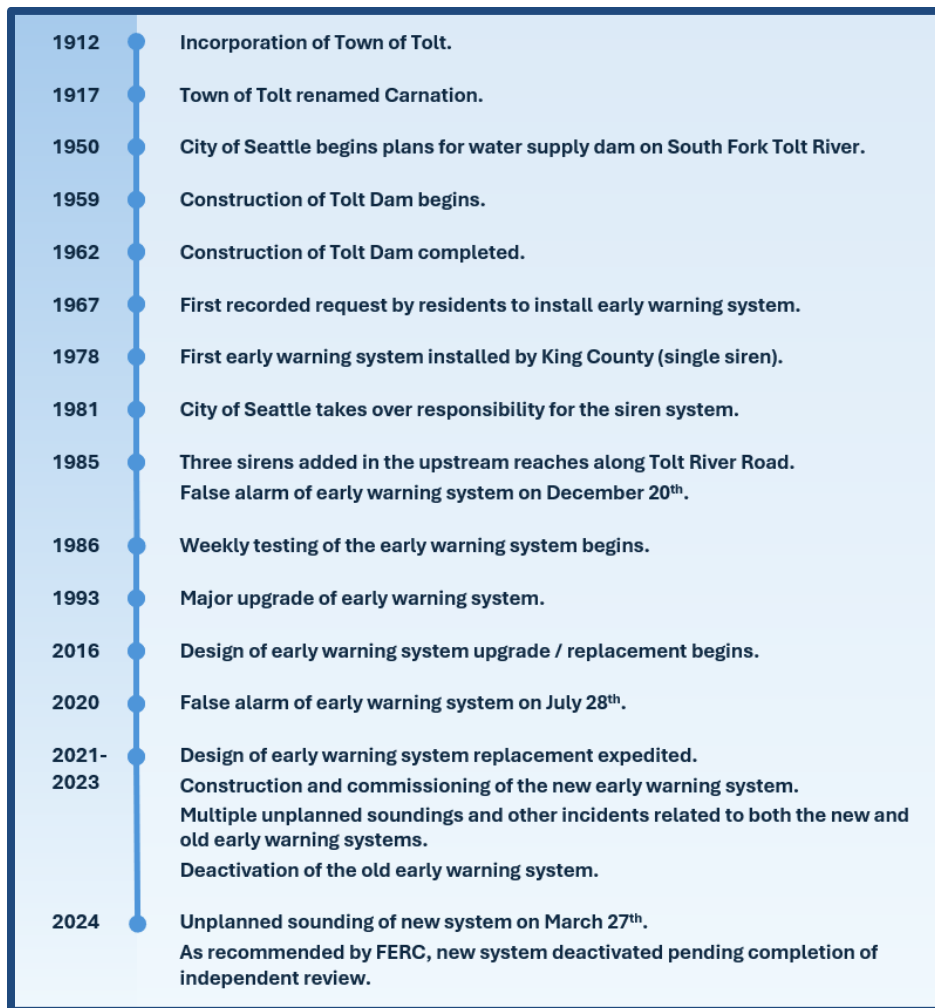 1912 Incorporation of Town of Tolt.
1917 Town of Tolt renamed Carnation.
1950 City of Seattle begins plans for water supply dam on South Fork Tolt River.
1959 Construction of Tolt Dam begins.
1962 Construction of Tolt Dam completed.
1967 First recorded request by residents to install early warning system.
1978 First early warning system installed by King County (single siren).
1981 City of Seattle takes over responsibility for the siren system.
1985 Three sirens added in the upstream reaches along Tolt River Road.
False alarm of early warning system on December 20th.
1986 Weekly testing of the early warning system begins.
1993 Major upgrade of early warning system.
2016 Design of early warning system upgrade / replacement begins.
2020 False alarm of early warning system on July 28th.
2021-
2023
Design of early warning system replacement expedited.
Construction and commissioning of the new early warning system.
Multiple unplanned soundings and other incidents related to both the new and
old early warning systems.
Deactivation of the old early warning system.
2024 Unplanned sounding of new system on March 27th.
As recommended by FERC, new system deactivated pending completion of
independent review.